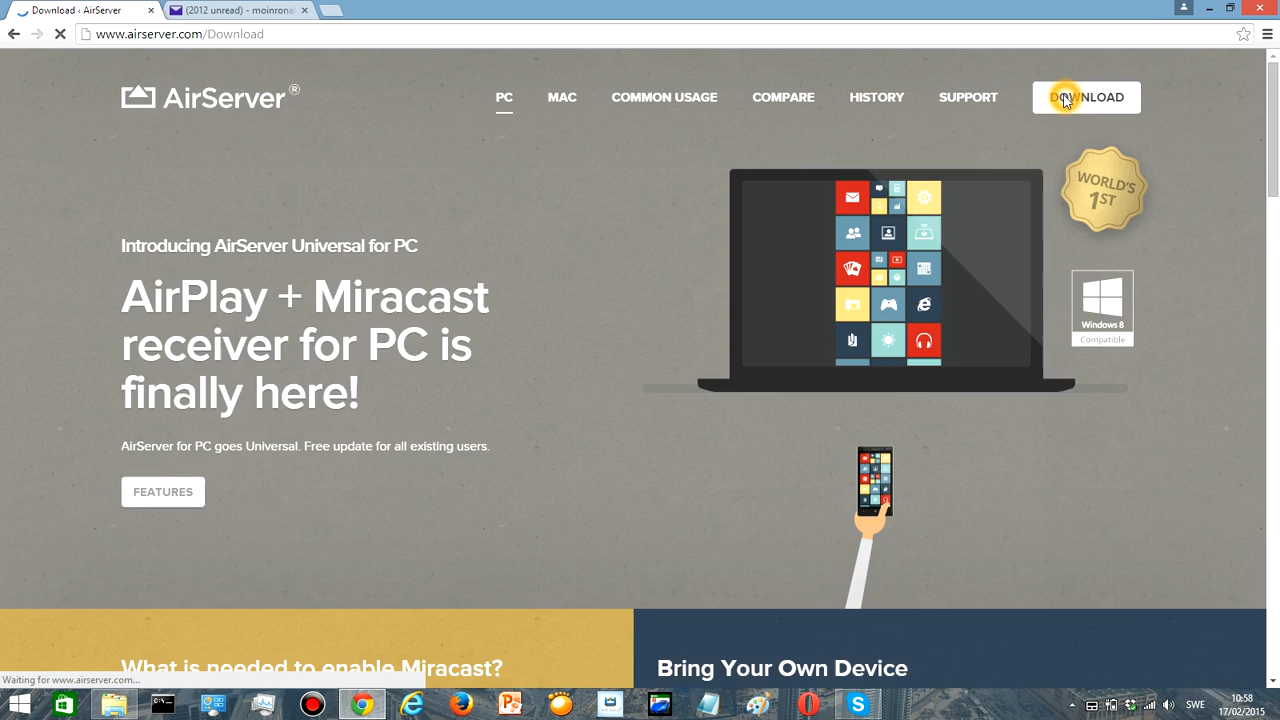 Download ‹ AirServer
(2012 unread) - moinrona
www.airserver.com/Download
AirServer®
PC
MAC
COMMON USAGE
COMPARE
HISTORY
SUPPORT
DOWNLOAD
WORLD'S
1ST
Introducing AirServer Universal for PC
AirPlay + Miracast
receiver for PC is
finally here!
Windows 8
Compatible
AirServer for PC goes Universal. Free update for all existing users.
FEATURES
What is needed to enable Miracast?
Bring Your Own Device
Waiting for www.airserver.com...
SWE
10:58
17/02/2015